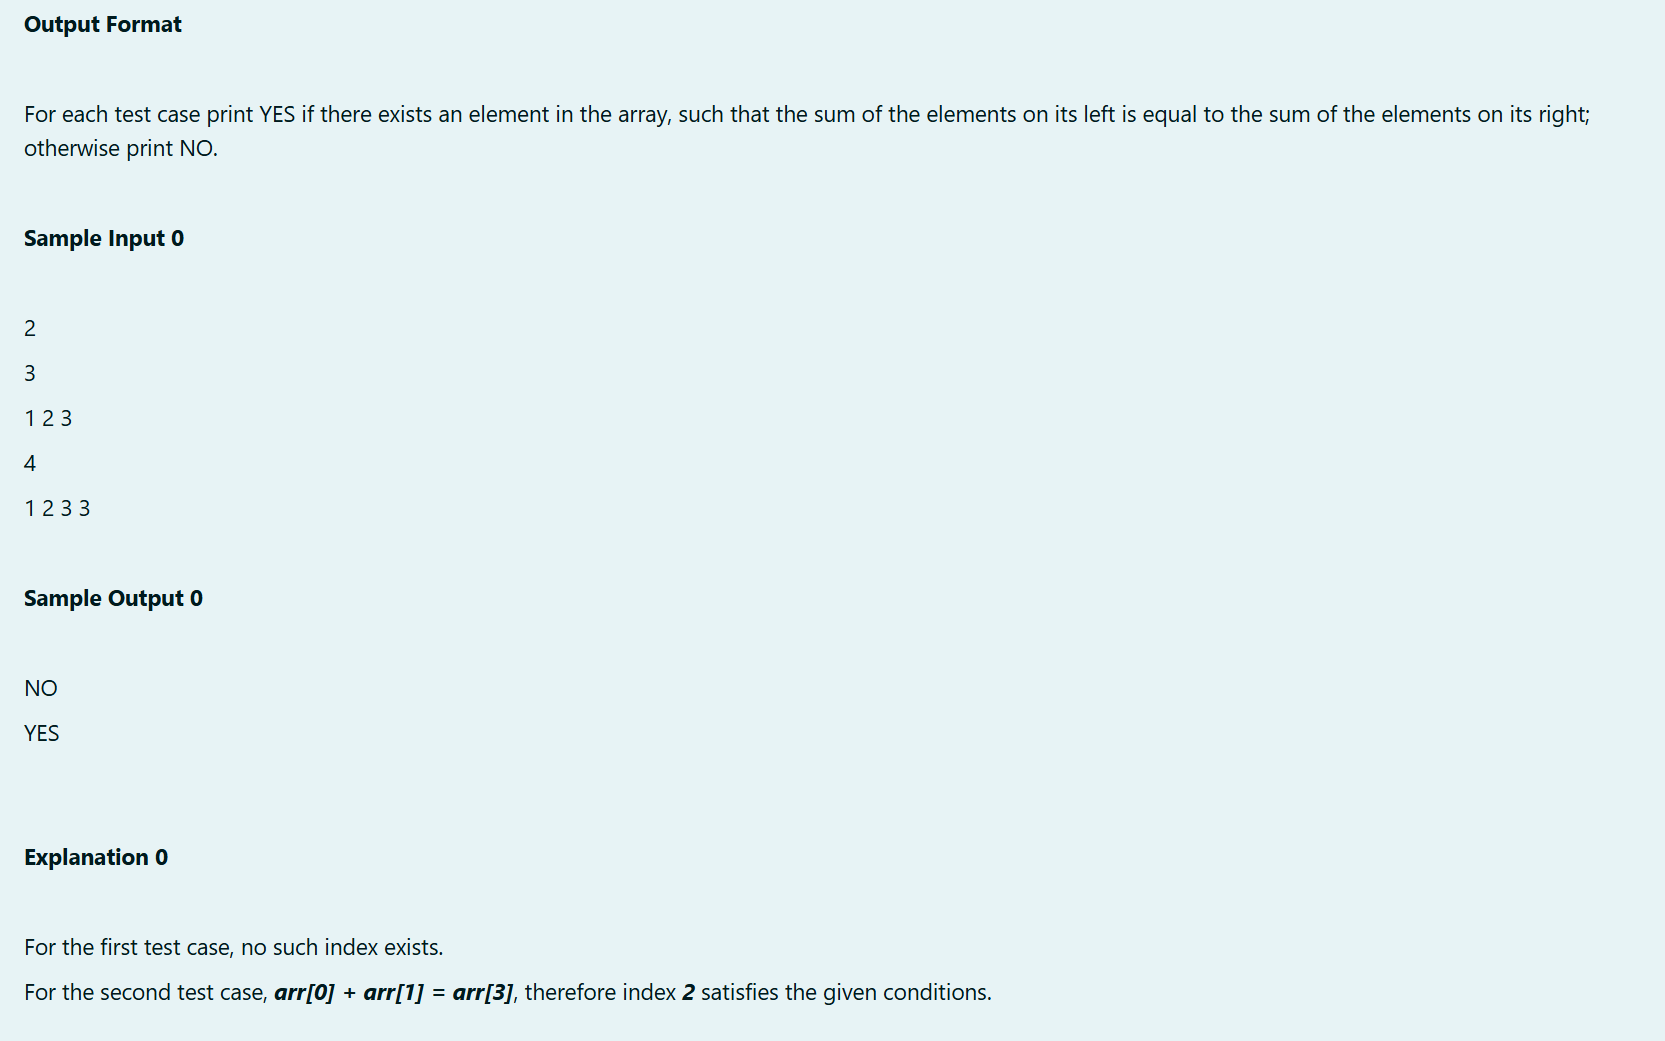 Output Format
For each test case print YES if there exists an element in the array, such that the sum of the elements on its left is equal to the sum of the elements on its right;
otherwise print NO.
Sample Input 0
2
3
1 2 3
4
1 2 3 3
Sample Output 0
NO
YES
Explanation 0
For the first test case, no such index exists.
For the second test case, arr[0] + arr[1] = arr[3], therefore index 2 satisfies the given conditions.